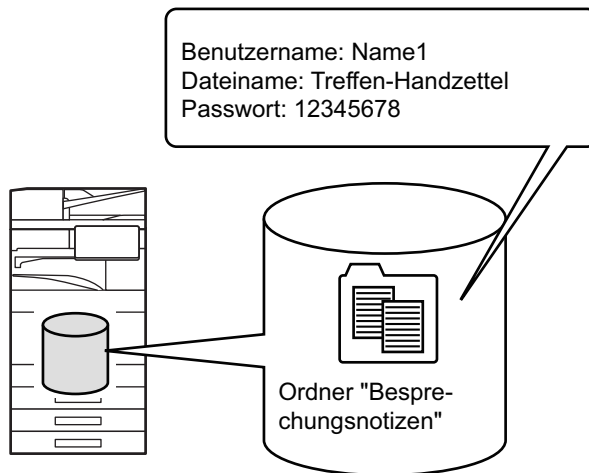 Benutzername: Name1
Dateiname: Treffen-Handzettel
Passwort: 12345678
Ordner "Bespre-
chungsnotizen"